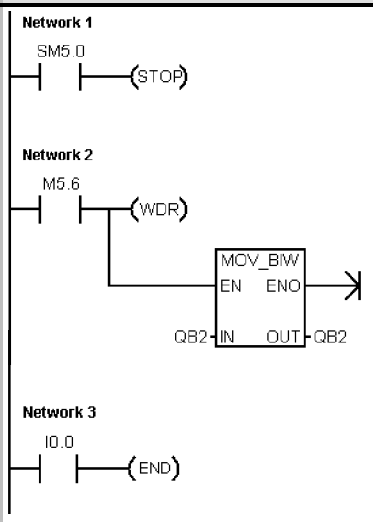 Network 1
SM5.0
(STOP)
Network 2
M5.6
(WDR)
MOV_BIW
EN ENO
QB2 IN OUT QB2
Network 3
I0.0
(END)